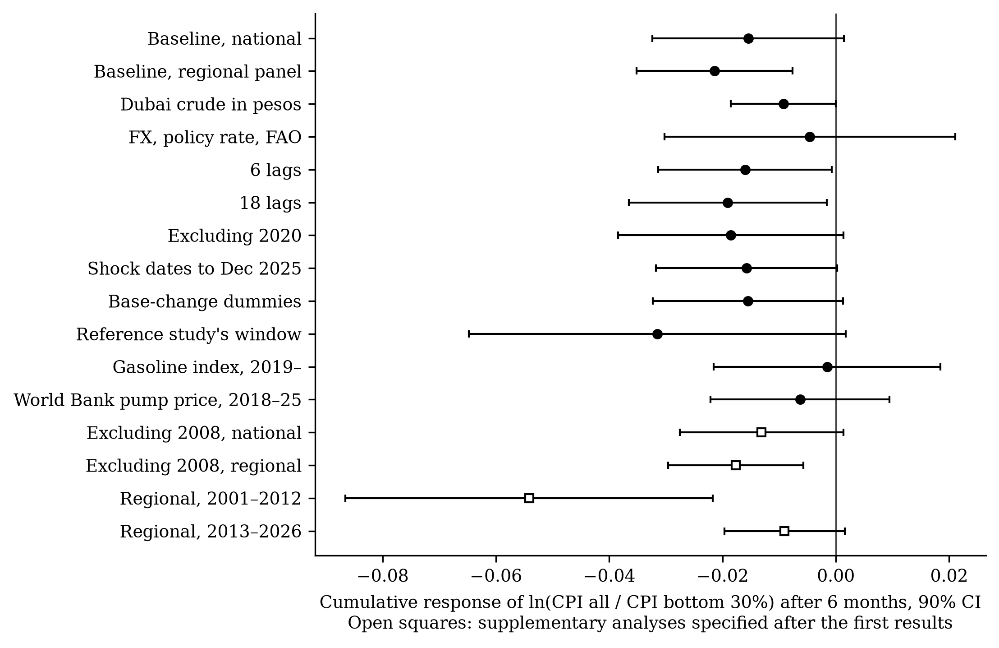 Baseline, national
Baseline, regional panel
Dubai crude in pesos
FX, policy rate, FAO
6 lags
18 lags
Excluding 2020
Shock dates to Dec 2025
Base-change dummies
Reference study's window
Gasoline index, 2019–
World Bank pump price, 2018–25
Excluding 2008, national
Excluding 2008, regional
Regional, 2001–2012
Regional, 2013–2026
−0.08 −0.06 −0.04 −0.02 0.00 0.02
Cumulative response of ln(CPI all / CPI bottom 30%) after 6 months, 90% CI
Open squares: supplementary analyses specified after the first results